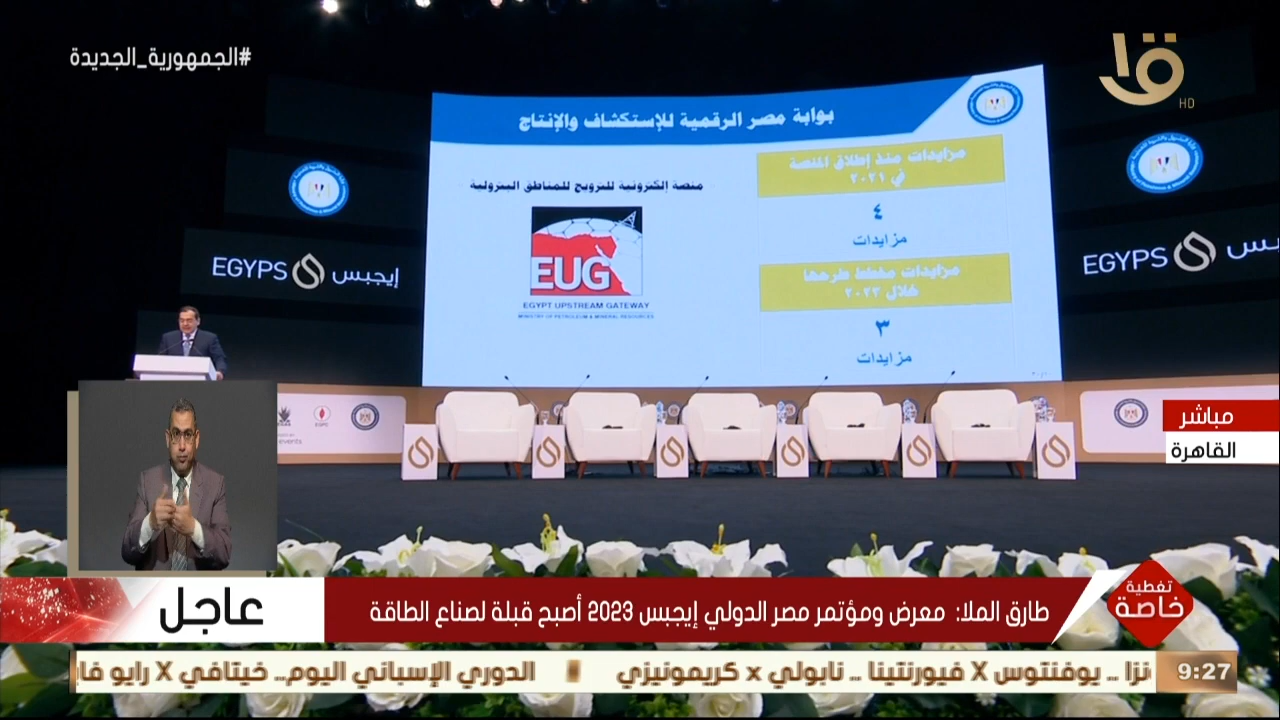 #الجمهورية_الجديدة
HD
بوابة مصر الرقمية للإستكشاف والإنتاج
منصة إلكترونية للترويج للمناطق البترولية
EUG
EGYPT UPSTREAM GATEWAY
MINISTRY OF PETROLEUM & MINERAL RESOURCES
مزايدات منذ إطلاق المنصة
في ٢٠٢١
٤
مزايدات
مزايدات مخطط طرحها
خلال ٢٠٢٣
٣
مزايدات
EGYPS إيجبس
EGYPS
مباشر
القاهرة
تغطية
خاصة
طارق الملا: معرض ومؤتمر مصر الدولي إيجبس 2023 أصبح قبلة لصناع الطاقة
عاجل
نزا .. يوفنتوس X فيورنتينا .. نابولي x كريمونيزي الدوري الإسباني اليوم.. خيتافي X رايو فا
9:27